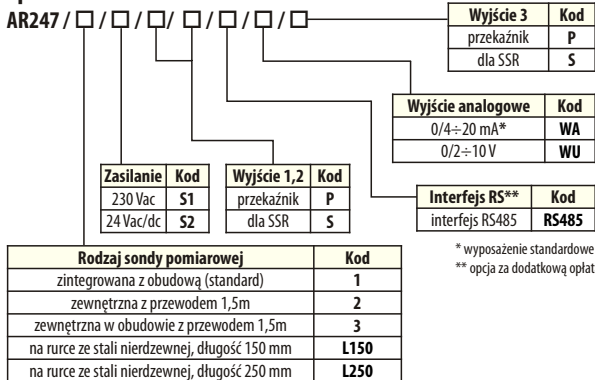 AR247 / □ / □ / □ / □ / □ / □ / □
Wyjście 3 Kod
przekaźnik P
dla SSR S
Wyjście analogowe Kod
0/4÷20 mA* WA
0/2÷10 V WU
Zasilanie Kod
230 Vac S1
24 Vac/dc S2
Wyjście 1,2 Kod
przekaźnik P
dla SSR S
Interfejs RS** Kod
interfejs RS485 RS485
* wyposażenie standardowe
** opcja za dodatkową opłat
Rodzaj sondy pomiarowej Kod
zintegrowana z obudową (standard) 1
zewnętrzna z przewodem 1,5m 2
zewnętrzna w obudowie z przewodem 1,5m 3
na rurce ze stali nierdzewnej, długość 150 mm L150
na rurce ze stali nierdzewnej, długość 250 mm L250